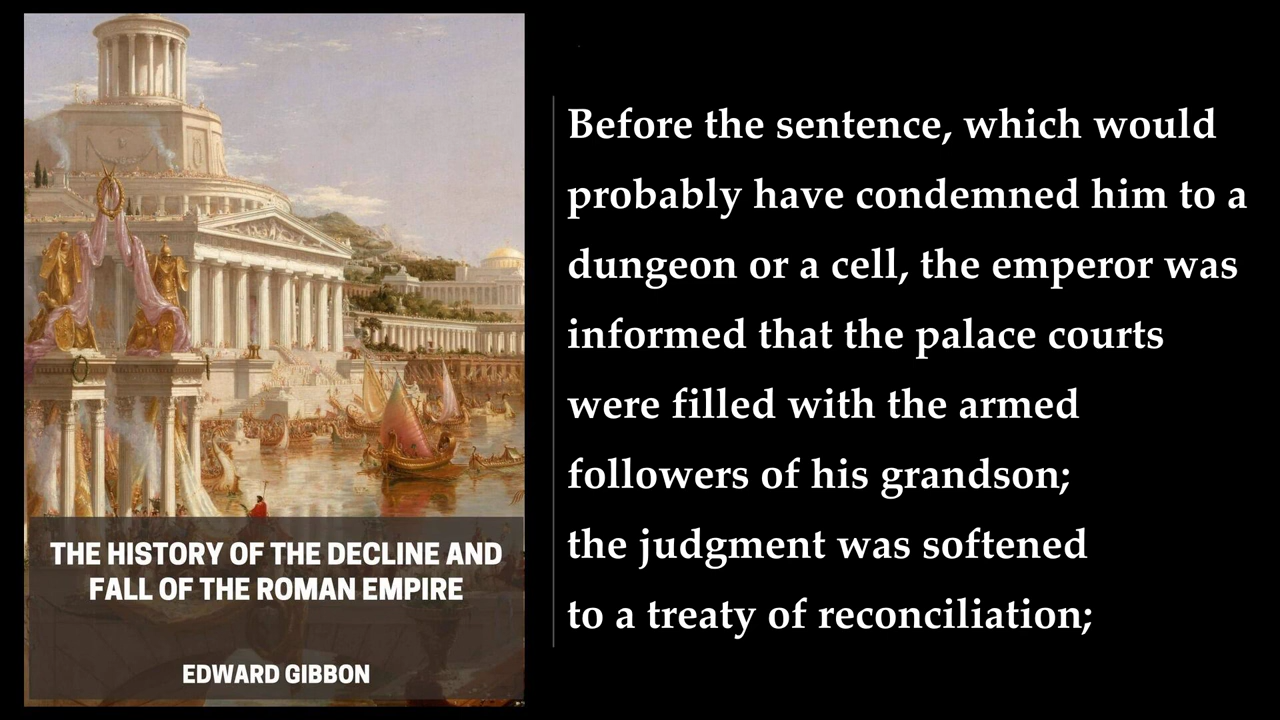 THE HISTORY OF THE DECLINE AND
FALL OF THE ROMAN EMPIRE
EDWARD GIBBON
Before the sentence, which would
probably have condemned him to a
dungeon or a cell, the emperor was
informed that the palace courts
were filled with the armed
followers of his grandson;
the judgment was softened
to a treaty of reconciliation;